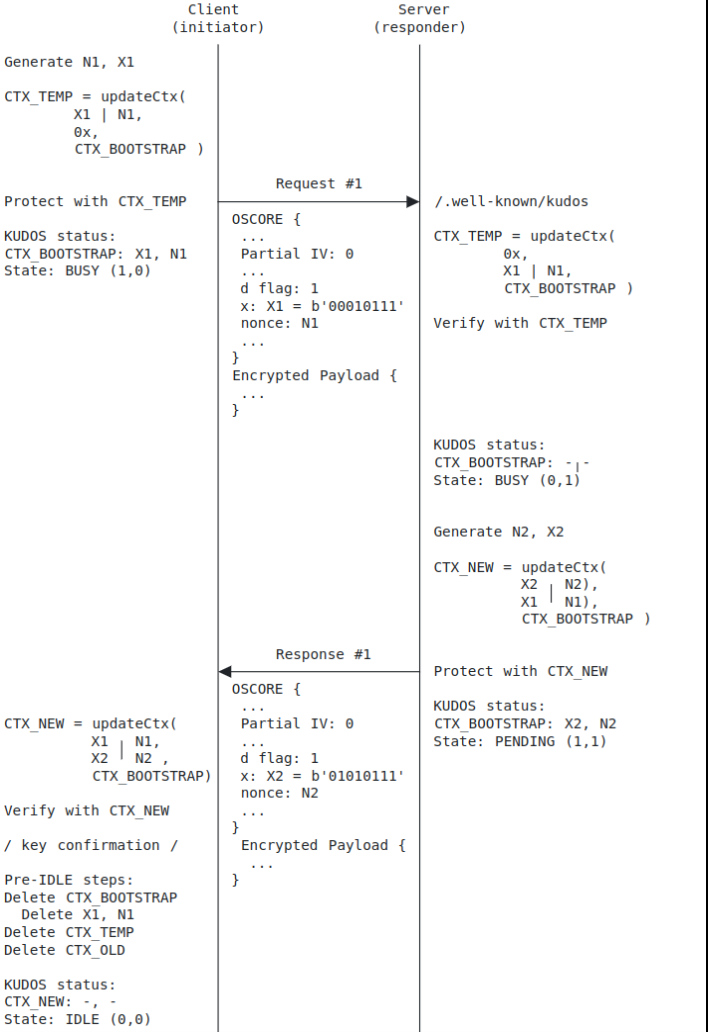 Client Server
(initiator) (responder)
Generate N1, X1
CTX_TEMP = updateCtx(
X1 | N1,
0x,
CTX_BOOTSTRAP )
Request #1
Protect with CTX_TEMP /.well-known/kudos
OSCORE {
KUDOS status: ... CTX_TEMP = updateCtx(
CTX_BOOTSTRAP: X1, N1 Partial IV: 0 0x,
State: BUSY (1,0) ... X1 | N1,
d flag: 1 CTX_BOOTSTRAP )
x: X1 = b'00010111'
nonce: N1 Verify with CTX_TEMP
...
}
Encrypted Payload {
...
}
KUDOS status:
CTX_BOOTSTRAP: -,-
State: BUSY (0,1)
Generate N2, X2
CTX_NEW = updateCtx(
X2 | N2),
X1 | N1),
CTX_BOOTSTRAP )
Response #1
Protect with CTX_NEW
OSCORE {
... KUDOS status:
CTX_NEW = updateCtx( Partial IV: 0 CTX_BOOTSTRAP: X2, N2
X1 | N1, ... State: PENDING (1,1)
X2 | N2 , d flag: 1
CTX_BOOTSTRAP) x: X2 = b'01010111'
nonce: N2
Verify with CTX_NEW ...
}
/ key confirmation / Encrypted Payload {
...
Pre-IDLE steps: }
Delete CTX_BOOTSTRAP
Delete X1, N1
Delete CTX_TEMP
Delete CTX_OLD
KUDOS status:
CTX_NEW: -, -
State: IDLE (0,0)